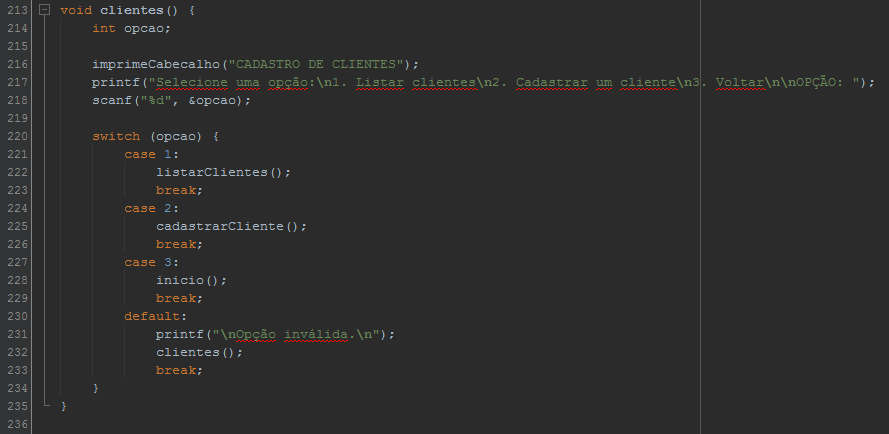 213 void clientes() {
214 int opcao;
215
216 imprimeCabecalho("CADASTRO DE CLIENTES");
217 printf("Selecione uma opção:\n1. Listar clientes\n2. Cadastrar um cliente\n3. Voltar\n\nOPÇÃO: ");
218 scanf("%d", &opcao);
219
220 switch (opcao) {
221 case 1:
222 listarClientes();
223 break;
224 case 2:
225 cadastrarCliente();
226 break;
227 case 3:
228 inicio();
229 break;
230 default:
231 printf("\nOpção inválida.\n");
232 clientes();
233 break;
234 }
235 }
236